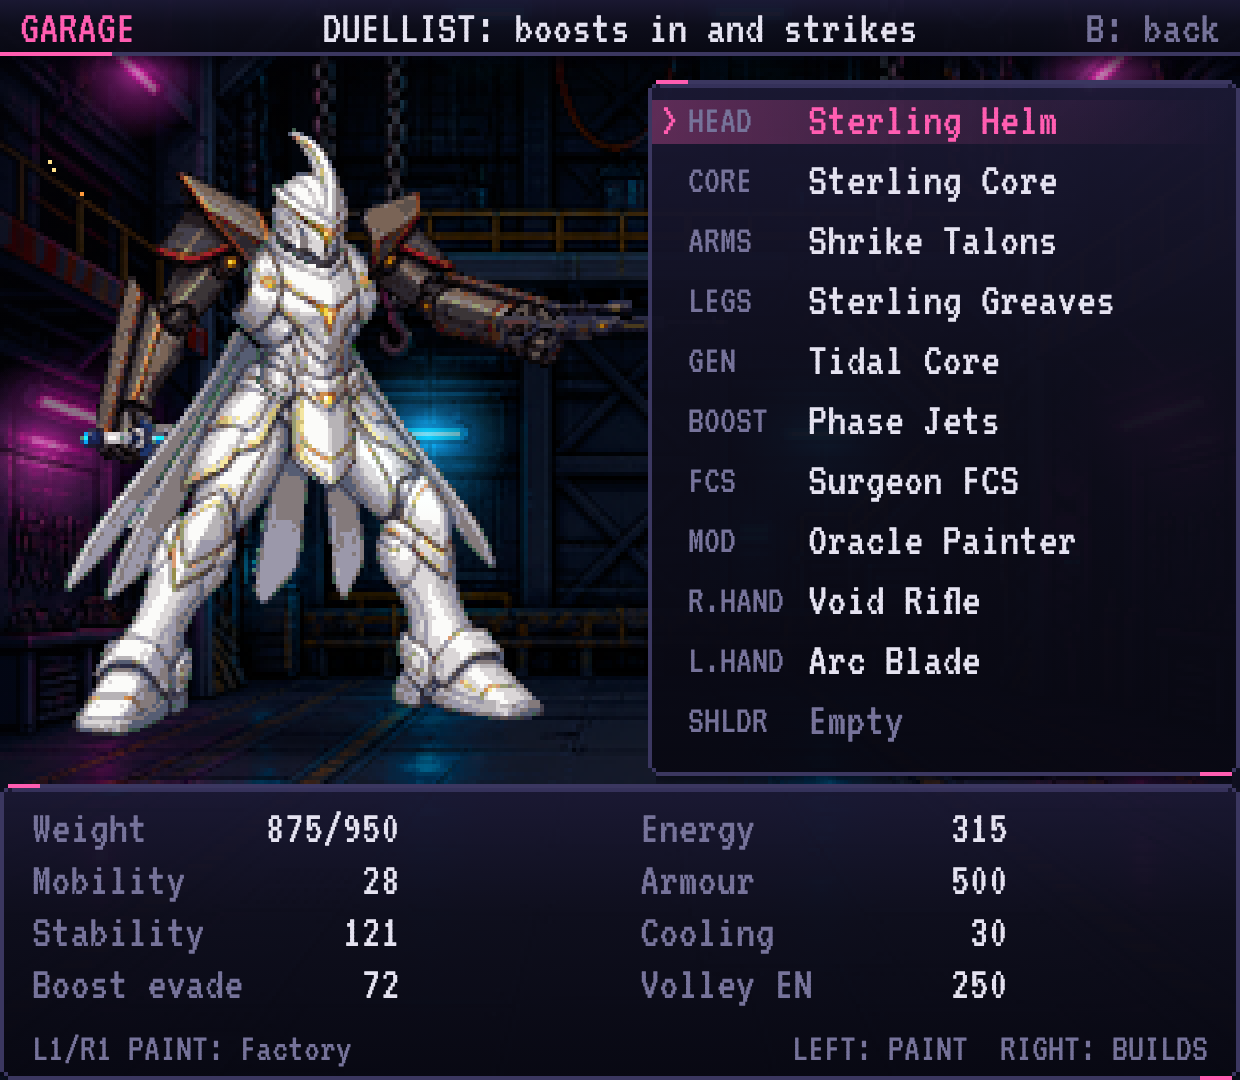 GARAGE DUELLIST: boosts in and strikes B: back
HEAD Sterling Helm
CORE Sterling Core
ARMS Shrike Talons
LEGS Sterling Greaves
GEN Tidal Core
BOOST Phase Jets
FCS Surgeon FCS
MOD Oracle Painter
R.HAND Void Rifle
L.HAND Arc Blade
SHLDR Empty
Weight 875/950 Energy 315
Mobility 28 Armour 500
Stability 121 Cooling 30
Boost evade 72 Volley EN 250
L1/R1 PAINT: Factory LEFT: PAINT RIGHT: BUILDS